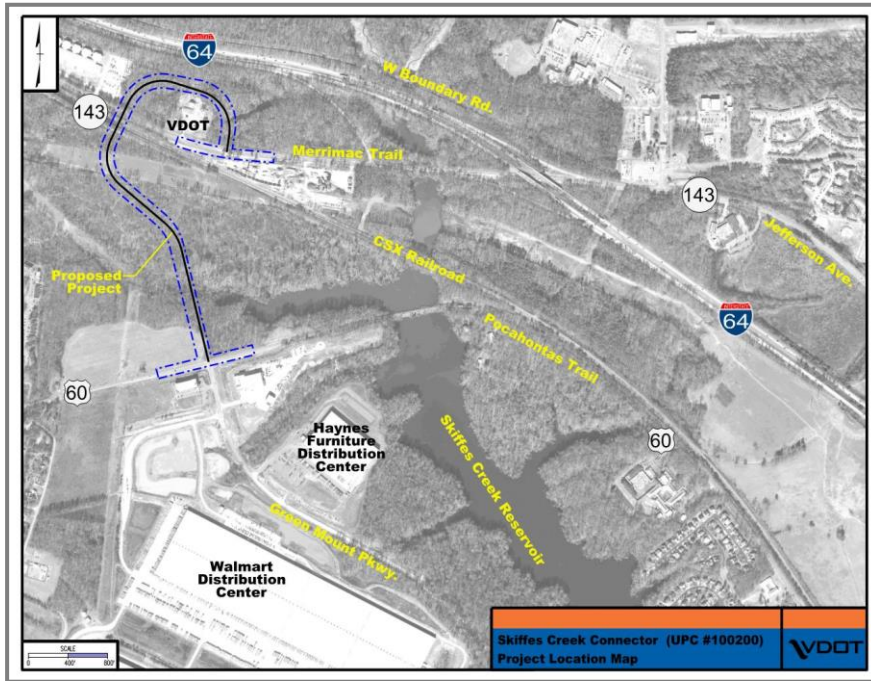 64
W Boundary Rd.
143
VDOT
Merrimac Trail
143
Jefferson Ave.
CSX Railroad
Proposed
Project
64
Pocahontas Trail
60
Haynes
Furniture
Distribution
Center
Skiffes Creek Reservoir
60
Green Mount Pkwy.
Walmart
Distribution
Center
SCALE
0 400' 800'
Skiffes Creek Connector (UPC #100200)
Project Location Map
VDOT